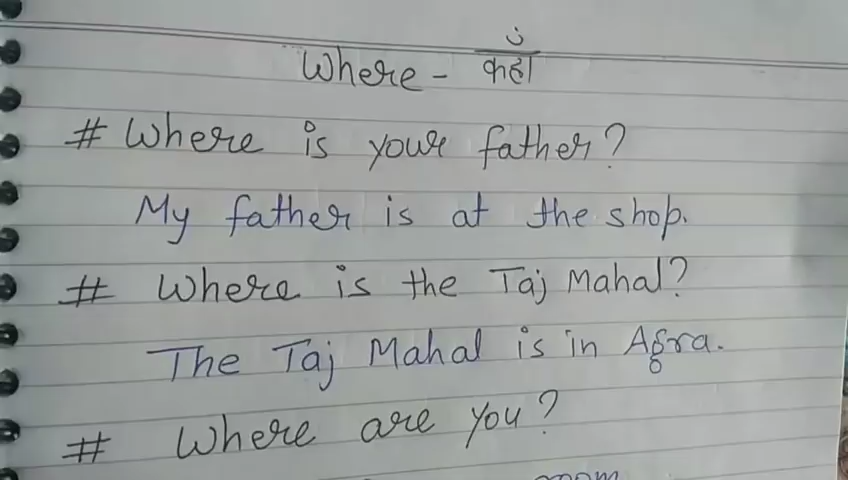 Where - कहाँ
# Where is your father?
My father is at the shop.
# Where is the Taj Mahal?
The Taj Mahal is in Agra.
# Where are you?